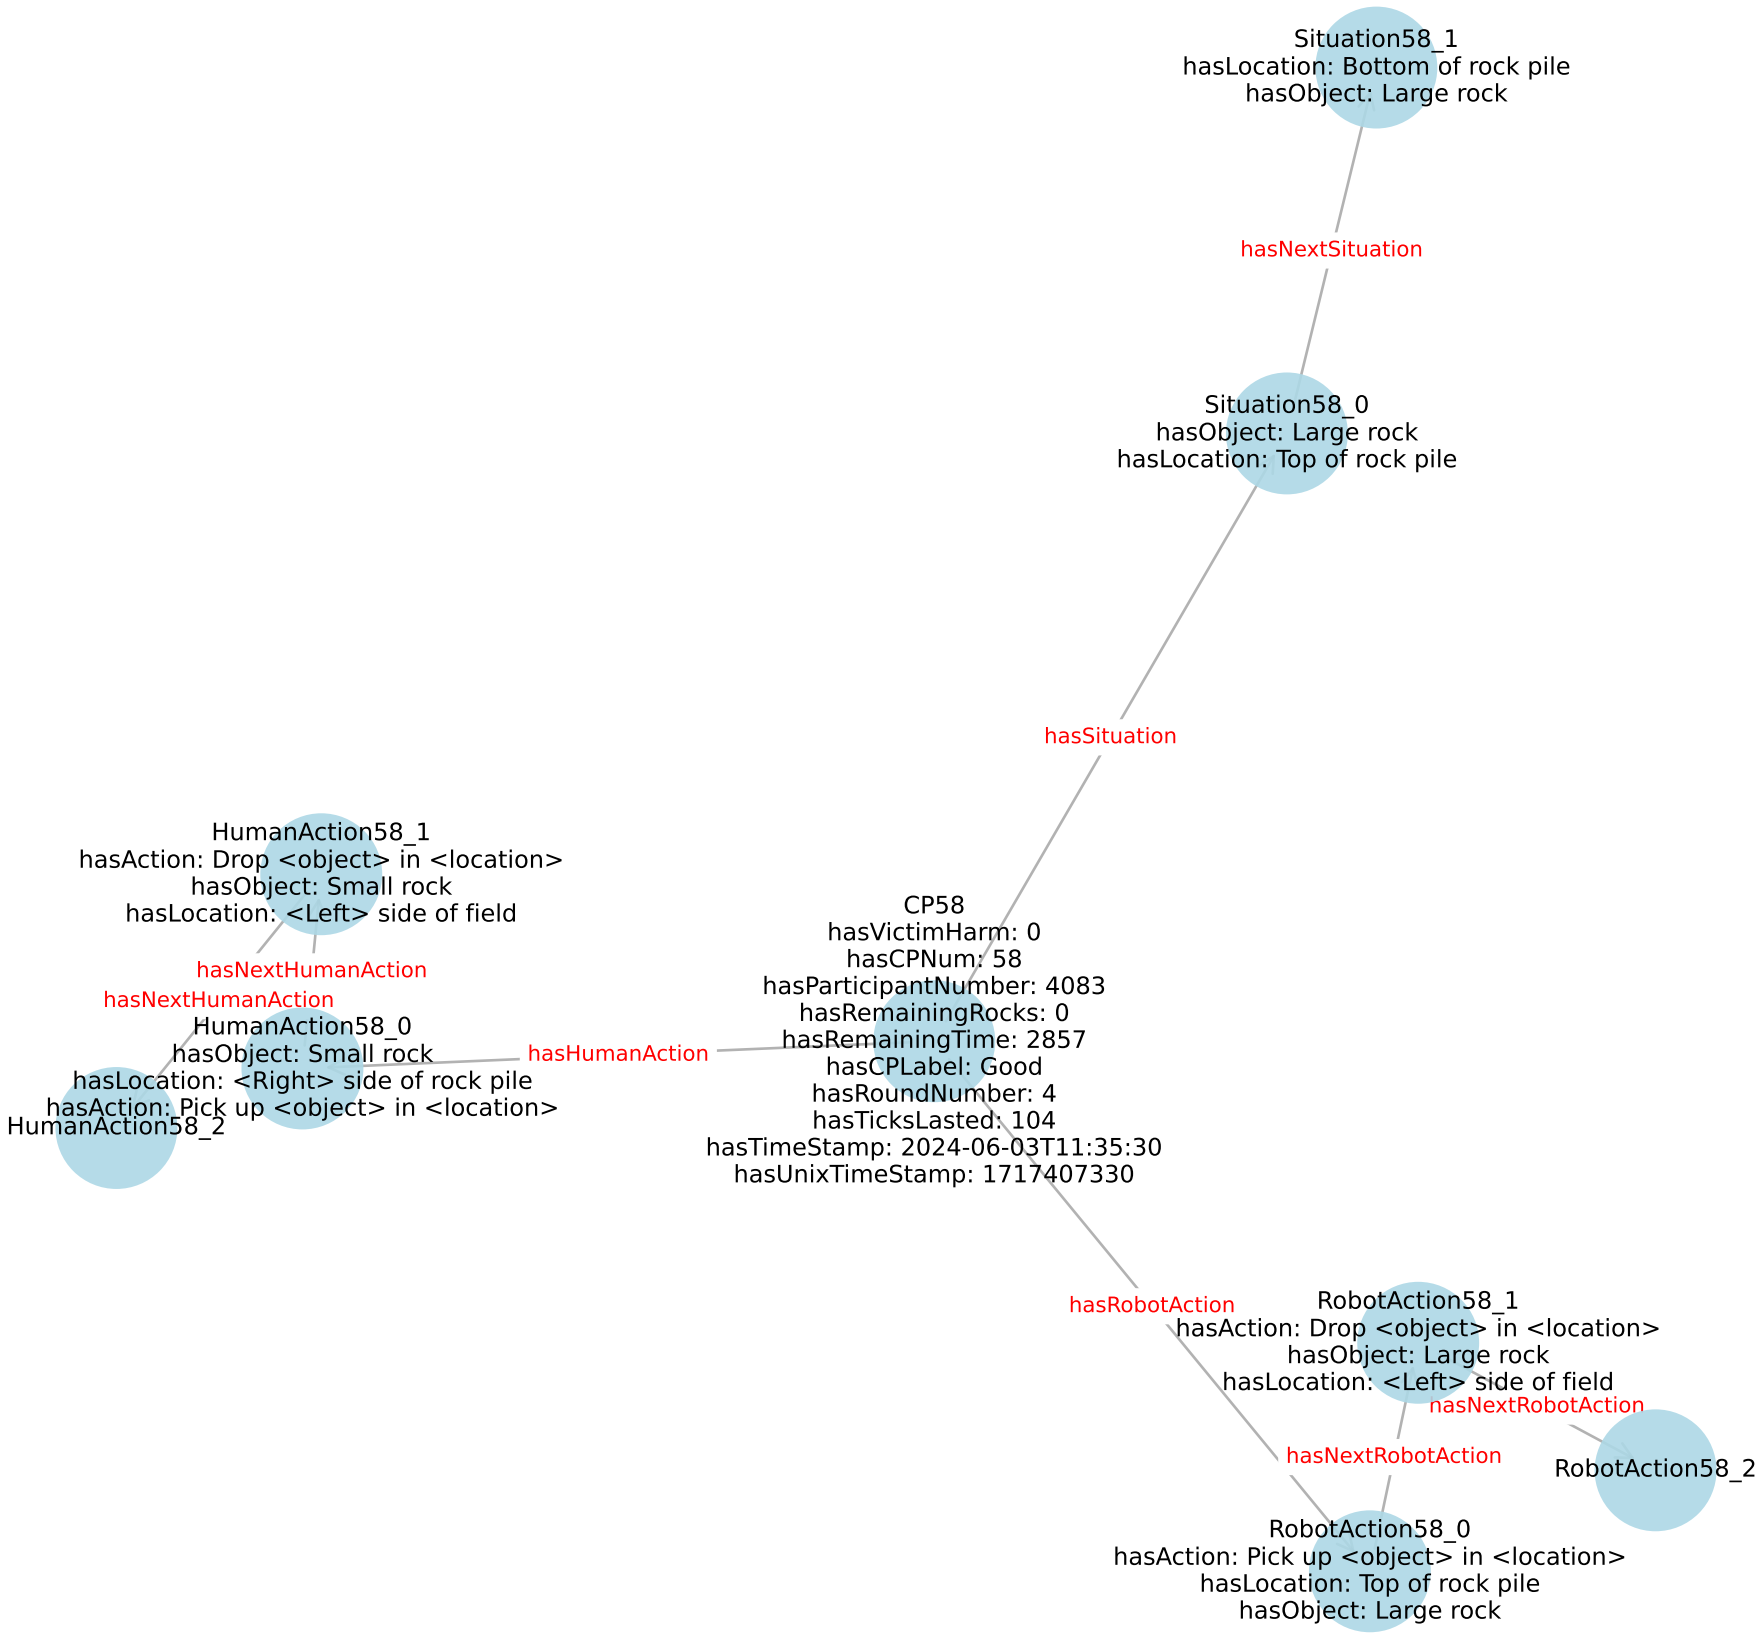 Situation58_1
hasLocation: Bottom of rock pile
hasObject: Large rock
hasNextSituation
Situation58_0
hasObject: Large rock
hasLocation: Top of rock pile
hasSituation
HumanAction58_1
hasAction: Drop <object> in <location>
hasObject: Small rock
hasLocation: <Left> side of field
hasNextHumanAction
hasNextHumanAction
HumanAction58_0
hasObject: Small rock
hasLocation: <Right> side of rock pile
hasAction: Pick up <object> in <location>
HumanAction58_2
hasHumanAction
CP58
hasVictimHarm: 0
hasCPNum: 58
hasParticipantNumber: 4083
hasRemainingRocks: 0
hasRemainingTime: 2857
hasCPLabel: Good
hasRoundNumber: 4
hasTicksLasted: 104
hasTimeStamp: 2024-06-03T11:35:30
hasUnixTimeStamp: 1717407330
hasRobotAction
RobotAction58_1
hasAction: Drop <object> in <location>
hasObject: Large rock
hasLocation: <Left> side of field
hasNextRobotAction
hasNextRobotAction
RobotAction58_2
RobotAction58_0
hasAction: Pick up <object> in <location>
hasLocation: Top of rock pile
hasObject: Large rock